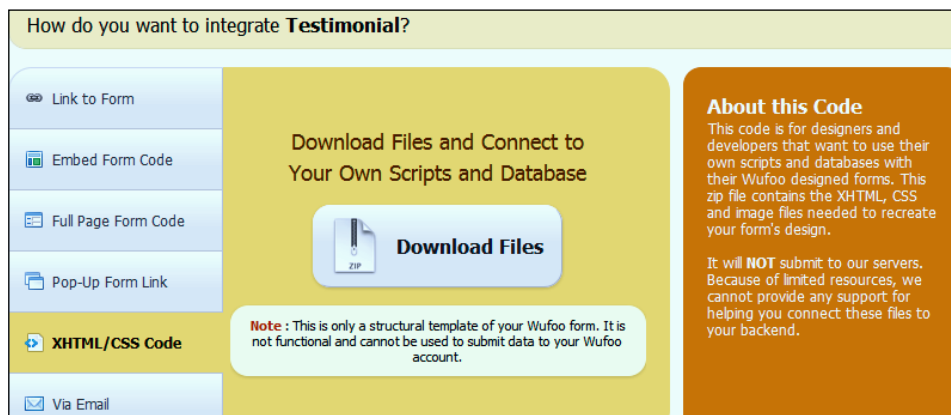 How do you want to integrate Testimonial?
Link to Form
Embed Form Code
Full Page Form Code
Pop-Up Form Link
XHTML/CSS Code
Via Email
Download Files and Connect to
Your Own Scripts and Database
ZIP
Download Files
Note : This is only a structural template of your Wufoo form. It is
not functional and cannot be used to submit data to your Wufoo
account.
About this Code
This code is for designers and
developers that want to use their
own scripts and databases with
their Wufoo designed forms. This
zip file contains the XHTML, CSS
and image files needed to recreate
your form's design.
It will NOT submit to our servers.
Because of limited resources, we
cannot provide any support for
helping you connect these files to
your backend.